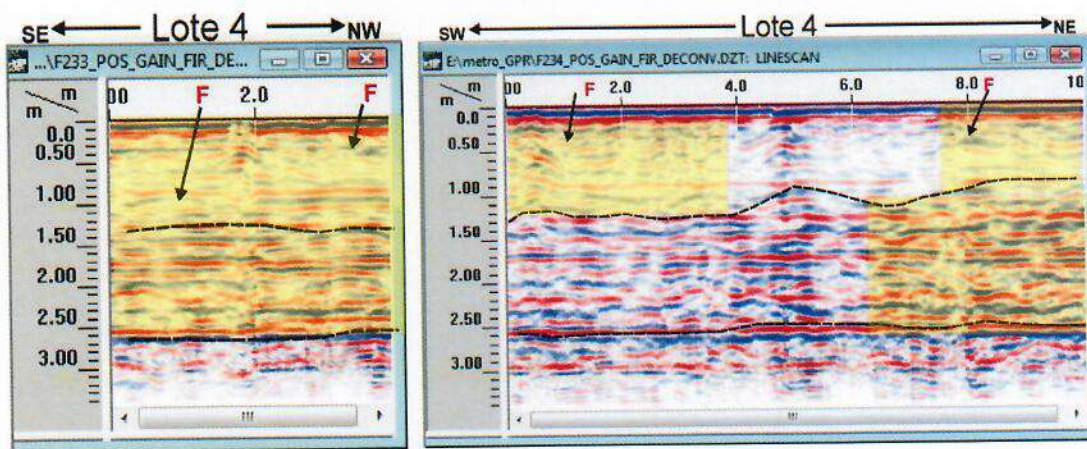 SE Lote 4 NW
...\F233_POS_GAIN_FIR_DE...
m
m
00 2.0
F F
0.0
0.50
1.00
1.50
2.00
2.50
3.00
SW Lote 4 NE
E:\metro_GPR\F234_POS_GAIN_FIR_DECONV.DZT: LINESCAN
m
m
00 2.0 4.0 6.0 8.0 10
F F
0.0
0.50
1.00
1.50
2.00
2.50
3.00